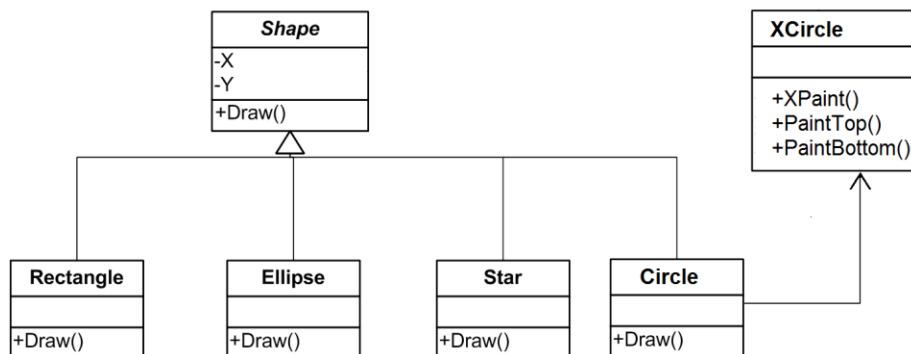 Shape
-X
-Y
+Draw()
XCircle
+XPaint()
+PaintTop()
+PaintBottom()
Rectangle
+Draw()
Ellipse
+Draw()
Star
+Draw()
Circle
+Draw()